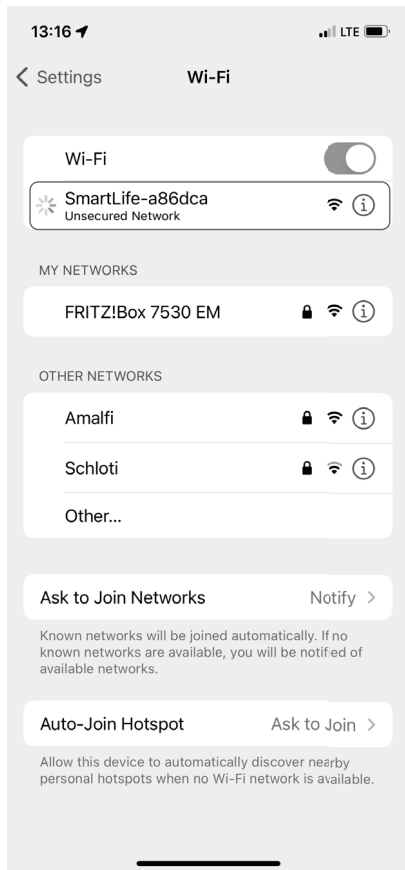 13:16 LTE
Settings Wi-Fi
Wi-Fi
SmartLife-a86dca
Unsecured Network
MY NETWORKS
FRITZ!Box 7530 EM
OTHER NETWORKS
Amalfi
Schloti
Other...
Ask to Join Networks Notify
Known networks will be joined automatically. If no
known networks are available, you will be notified of
available networks.
Auto-Join Hotspot Ask to Join
Allow this device to automatically discover nearby
personal hotspots when no Wi-Fi network is available.